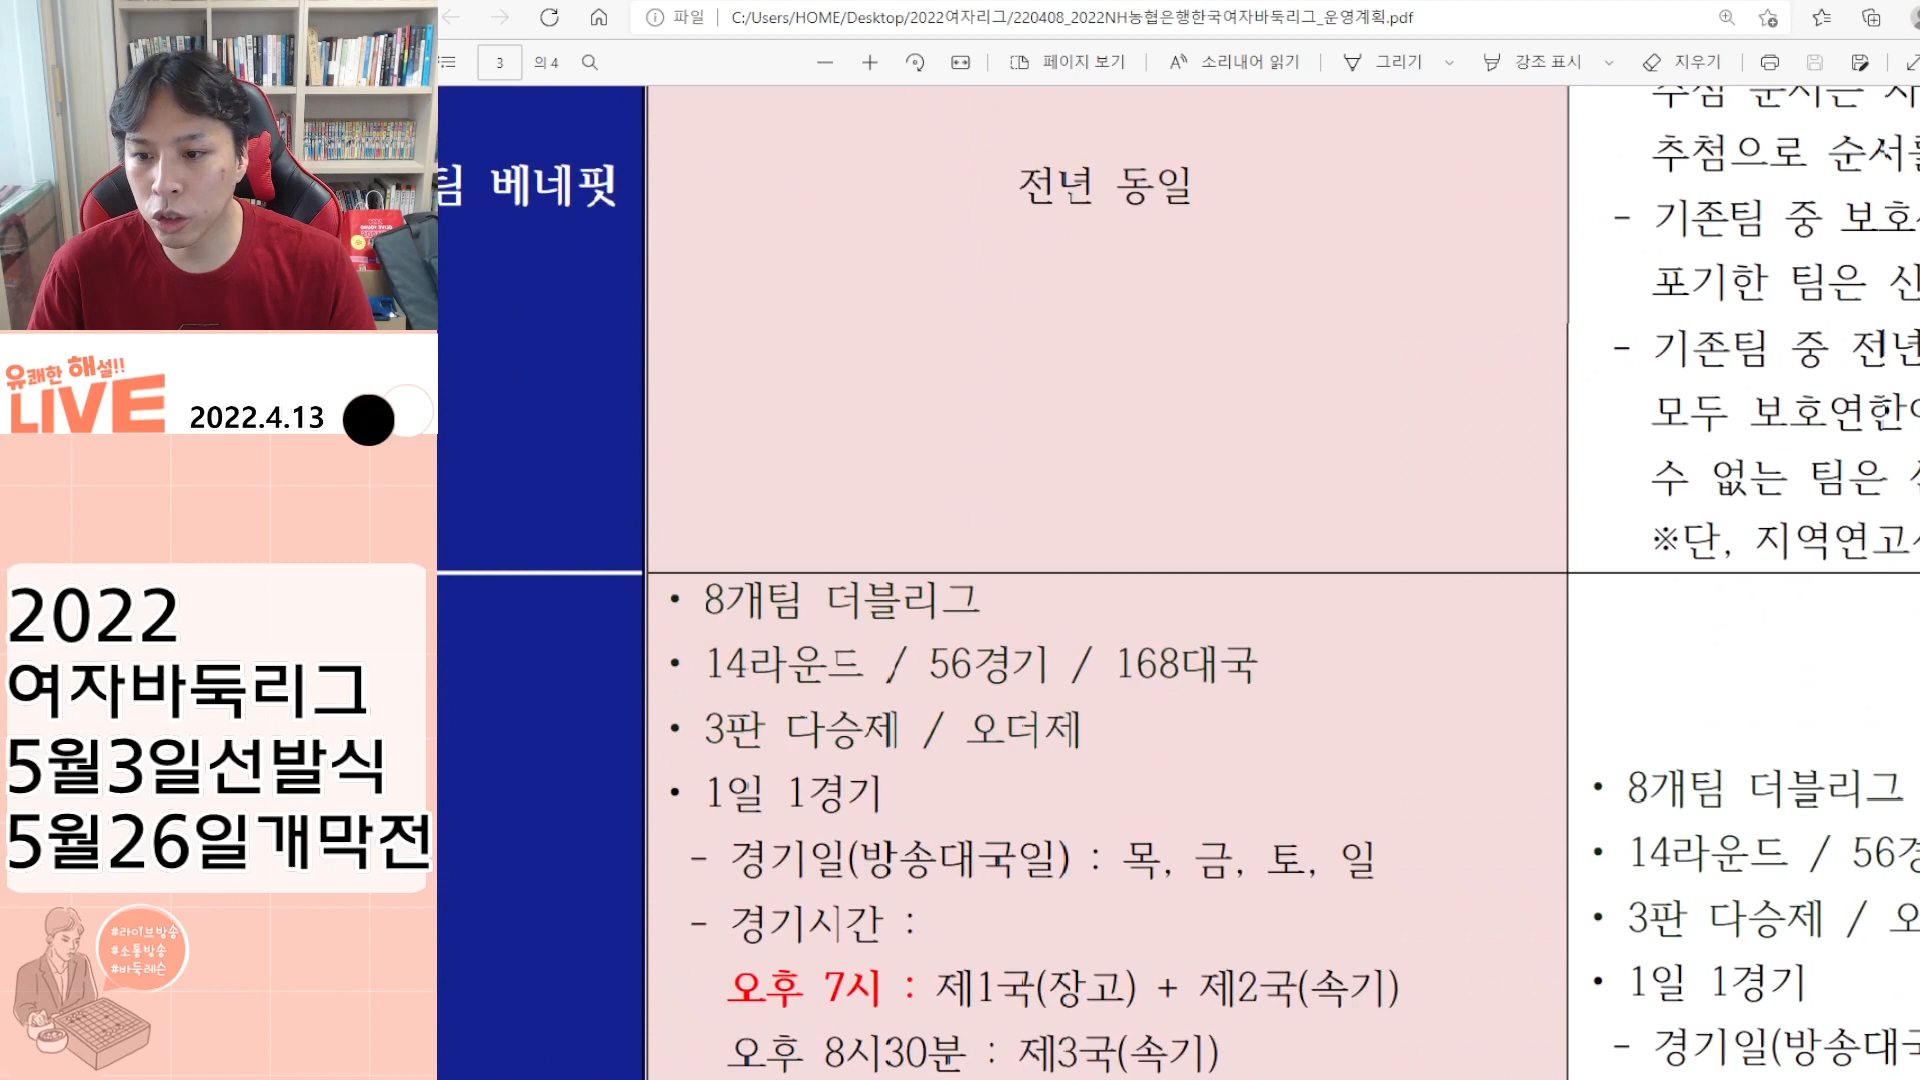 파일
C:/Users/HOME/Desktop/2022여자리그/220408_2022NH농협은행한국여자바둑리그_운영계획.pdf
3
의 4
페이지 보기
소리내어 읽기
그리기
강조 표시
지우기
팀 베네핏
전년 동일
추첨 순서는
추첨으로 순서를
- 기존팀 중 보호
포기한 팀은 신
- 기존팀 중 전년
모두 보호연한이
수 없는 팀은
※단, 지역연고
• 8개팀 더블리그
• 14라운드 / 56경기 / 168대국
• 3판 다승제 / 오더제
• 1일 1경기
- 경기일(방송대국일) : 목, 금, 토, 일
- 경기시간 :
오후 7시 : 제1국(장고) + 제2국(속기)
오후 8시30분 : 제3국(속기)
• 8개팀 더블리그
• 14라운드 / 56경
• 3판 다승제 / 오
• 1일 1경기
- 경기일(방송대국
유쾌한 해설!!
LIVE
2022.4.13
2022
여자바둑리그
5월3일선발식
5월26일개막전
#라이브방송
#소통방송
#바둑레슨